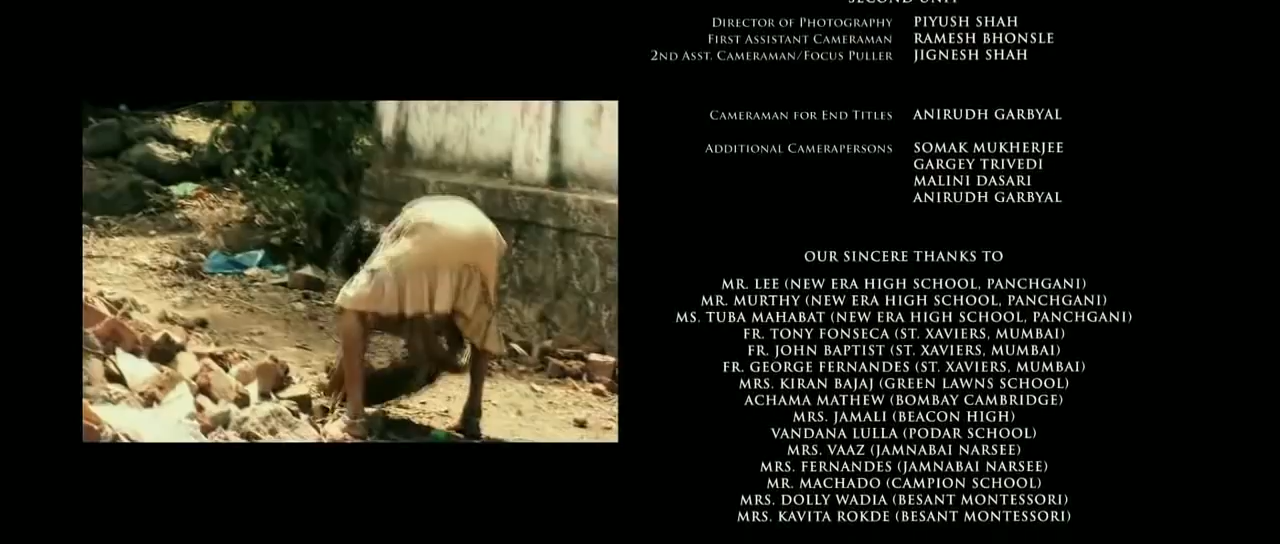 SECOND UNIT
DIRECTOR OF PHOTOGRAPHY PIYUSH SHAH
FIRST ASSISTANT CAMERAMAN RAMESH BHONSLE
2ND ASST. CAMERAMAN/FOCUS PULLER JIGNESH SHAH
CAMERAMAN FOR END TITLES ANIRUDH GARBYAL
ADDITIONAL CAMERAPERSONS SOMAK MUKHERJEE
GARGEY TRIVEDI
MALINI DASARI
ANIRUDH GARBYAL
OUR SINCERE THANKS TO
MR. LEE (NEW ERA HIGH SCHOOL, PANCHGANI)
MR. MURTHY (NEW ERA HIGH SCHOOL, PANCHGANI)
MS. TUBA MAHABAT (NEW ERA HIGH SCHOOL, PANCHGANI)
FR. TONY FONSECA (ST. XAVIERS, MUMBAI)
FR. JOHN BAPTIST (ST. XAVIERS, MUMBAI)
FR. GEORGE FERNANDES (ST. XAVIERS, MUMBAI)
MRS. KIRAN BAJAJ (GREEN LAWNS SCHOOL)
ACHAMA MATHEW (BOMBAY CAMBRIDGE)
MRS. JAMALI (BEACON HIGH)
VANDANA LULLA (PODAR SCHOOL)
MRS. VAAZ (JAMNABAI NARSEE)
MRS. FERNANDES (JAMNABAI NARSEE)
MR. MACHADO (CAMPION SCHOOL)
MRS. DOLLY WADIA (BESANT MONTESSORI)
MRS. KAVITA ROKDE (BESANT MONTESSORI)